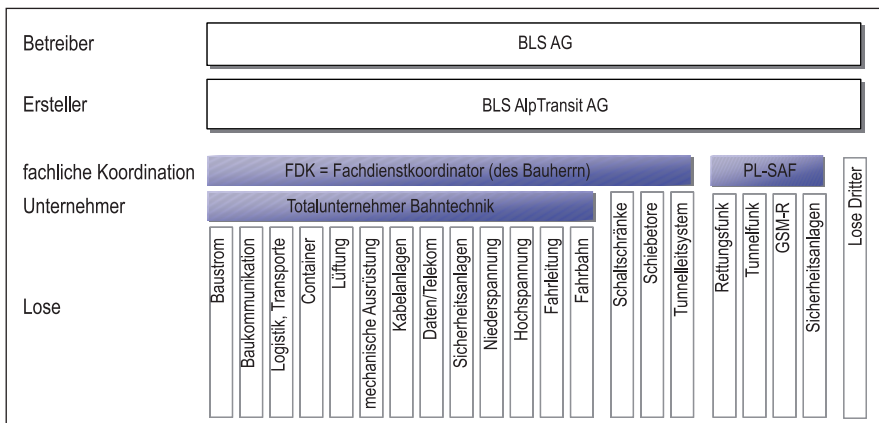 Betreiber
BLS AG
Ersteller
BLS AlpTransit AG
fachliche Koordination
FDK = Fachdienstkoordinator (des Bauherrn)
PL-SAF
Unternehmer
Totalunternehmer Bahntechnik
Lose
Baustrom
Baukommunikation
Logistik, Transporte
Container
Lüftung
mechanische Ausrüstung
Kabelanlagen
Daten/Telekom
Sicherheitsanlagen
Niederspannung
Hochspannung
Fahrleitung
Fahrbahn
Schaltschränke
Schiebetore
Tunnelleitsystem
Rettungsfunk
Tunnelfunk
GSM-R
Sicherheitsanlagen
Lose Dritter